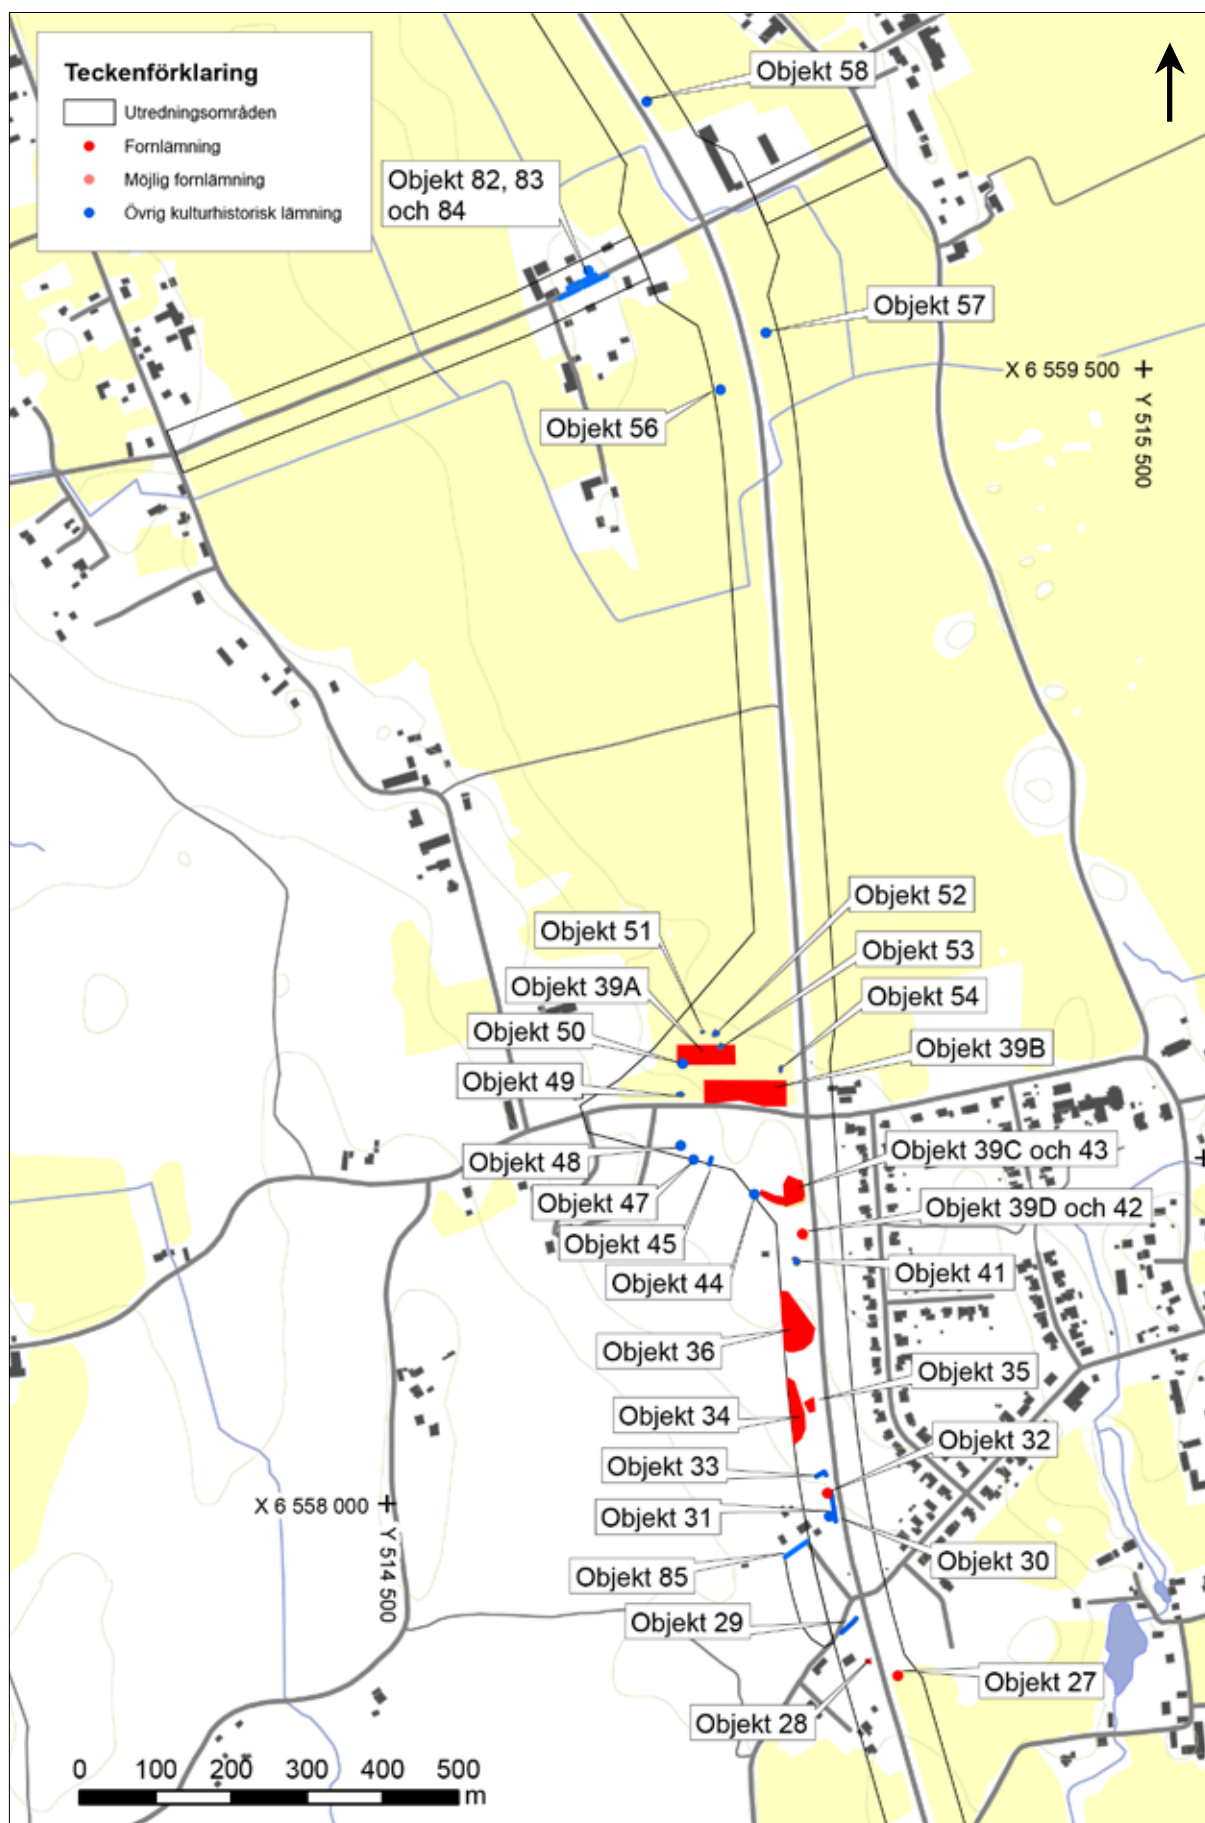 Teckenförklaring
Utredningsområden
Fornlämning
Möjlig fornlämning
Övrig kulturhistorisk lämning
Objekt 58
Objekt 82, 83
och 84
Objekt 57
X 6 559 500
Y 515 500
Objekt 56
Objekt 52
Objekt 51
Objekt 53
Objekt 39A
Objekt 54
Objekt 50
Objekt 39B
Objekt 49
Objekt 39C och 43
Objekt 48
Objekt 47
Objekt 39D och 42
Objekt 45
Objekt 44
Objekt 41
Objekt 36
Objekt 35
Objekt 34
Objekt 32
Objekt 33
X 6 558 000
Y 514 500
Objekt 31
Objekt 30
Objekt 85
Objekt 29
Objekt 27
Objekt 28
0 100 200 300 400 500
m